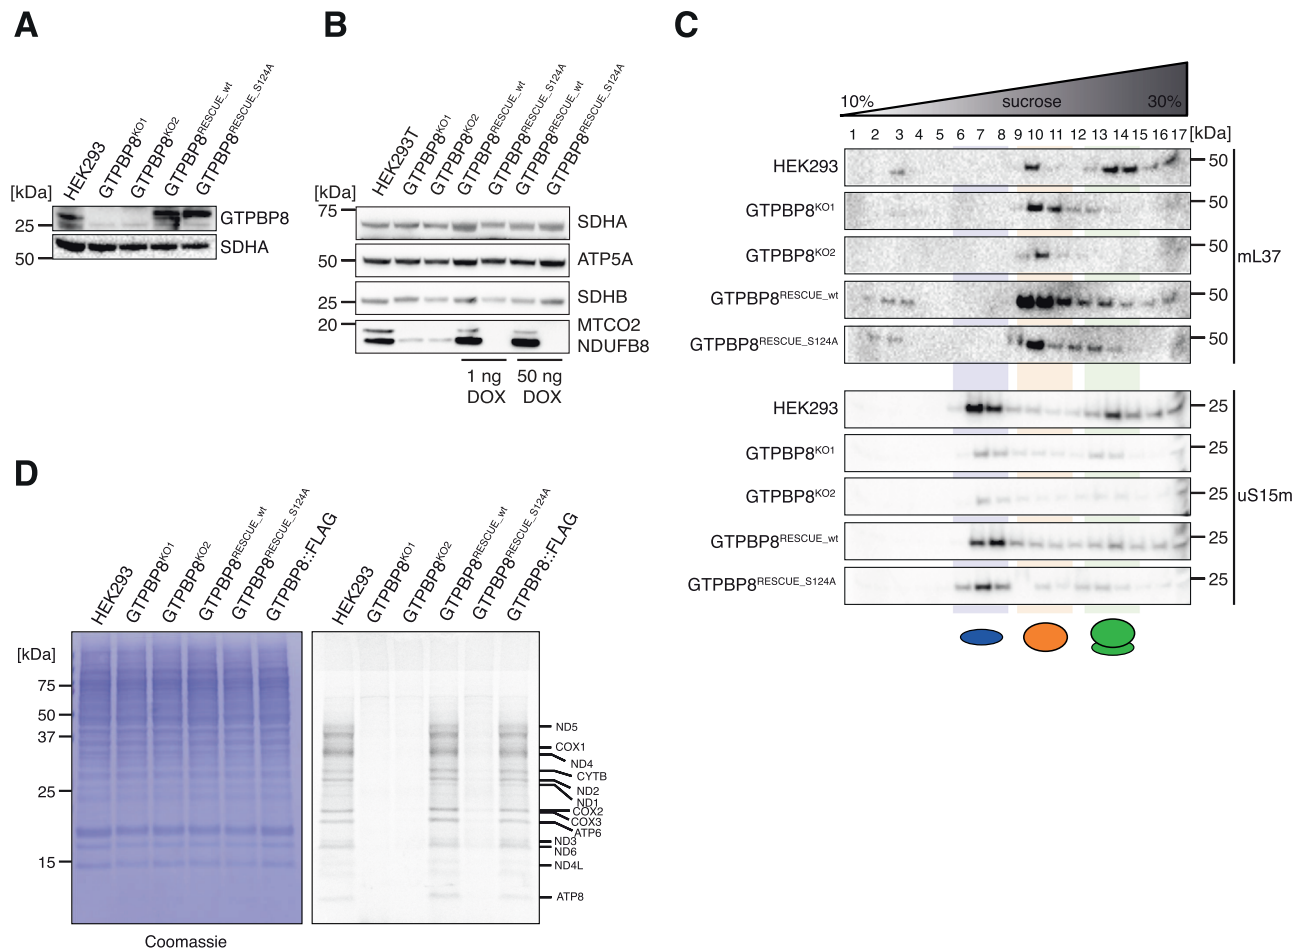 A
HEK293
GTPBP8KO1
GTPBP8KO2
GTPBP8RESCUE_wt
GTPBP8RESCUE_S124A
[kDa]
25
GTPBP8
50
SDHA
B
HEK293T
GTPBP8KO1
GTPBP8KO2
GTPBP8RESCUE_wt
GTPBP8RESCUE_S124A
GTPBP8RESCUE_wt
GTPBP8RESCUE_S124A
[kDa]
75
SDHA
50
ATP5A
25
SDHB
20
MTCO2
NDUFB8
1 ng
DOX
50 ng
DOX
C
10% sucrose 30%
1 2 3 4 5 6 7 8 9 10 11 12 13 14 15 16 17 [kDa]
HEK293 50
GTPBP8KO1 50
GTPBP8KO2 50
mL37
GTPBP8RESCUE_wt 50
GTPBP8RESCUE_S124A 50
HEK293 25
GTPBP8KO1 25
GTPBP8KO2 25
uS15m
GTPBP8RESCUE_wt 25
GTPBP8RESCUE_S124A 25
D
HEK293
GTPBP8KO1
GTPBP8KO2
GTPBP8RESCUE_wt
GTPBP8RESCUE_S124A
GTPBP8::FLAG
[kDa]
75
50
37
25
15
Coomassie
HEK293
GTPBP8KO1
GTPBP8KO2
GTPBP8RESCUE_wt
GTPBP8RESCUE_S124A
GTPBP8::FLAG
ND5
COX1
ND4
CYTB
ND2
ND1
COX2
COX3
ATP6
ND3
ND6
ND4L
ATP8